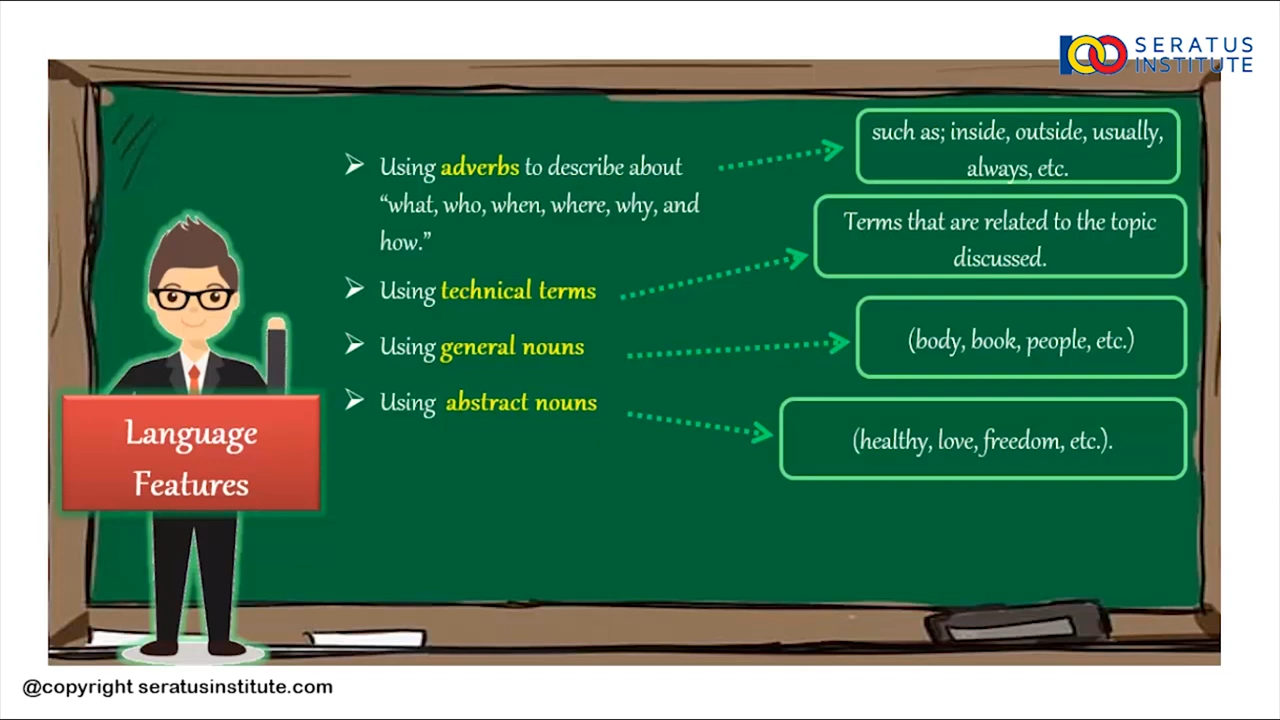 SERATUS
INSTITUTE
Using adverbs to describe about
“what, who, when, where, why, and
how.”
such as; inside, outside, usually,
always, etc.
Using technical terms
Terms that are related to the topic
discussed.
Using general nouns
(body, book, people, etc.)
Using abstract nouns
(healthy, love, freedom, etc.).
Language
Features
@copyright seratusinstitute.com